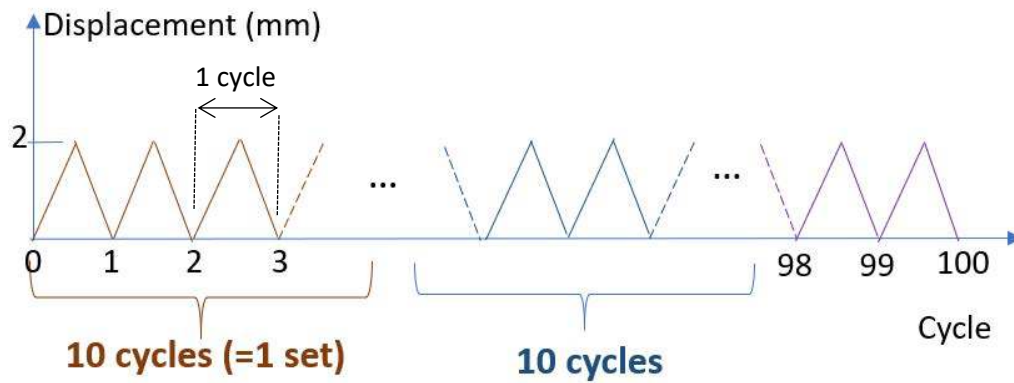 Displacement (mm)
1 cycle
2
... ...
0 1 2 3 98 99 100
Cycle
10 cycles (=1 set) 10 cycles